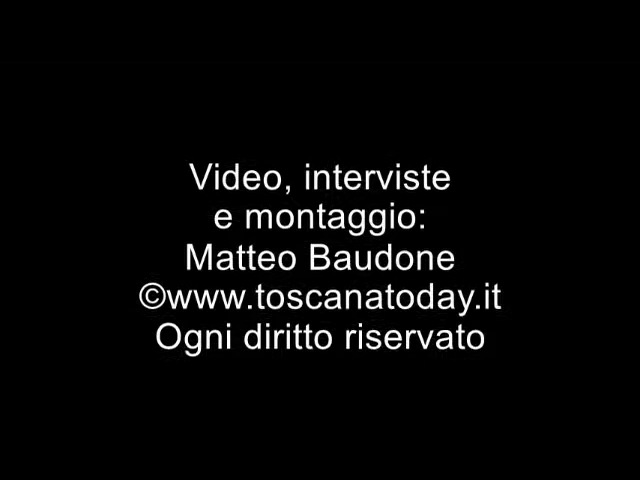 Video, interviste
e montaggio:
Matteo Baudone
©www.toscanatoday.it
Ogni diritto riservato